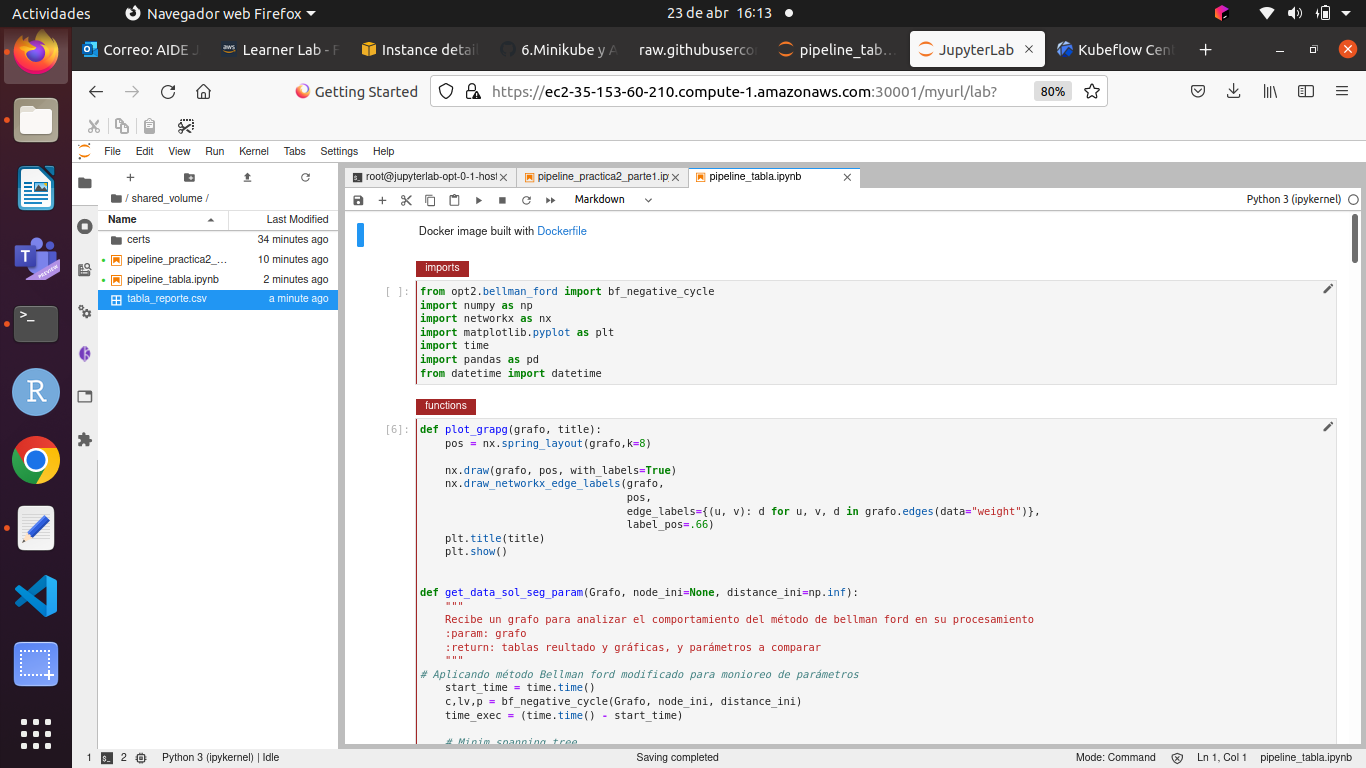 Actividades
Navegador web Firefox
23 de abr 16:13
Correo: AIDE J
Learner Lab - F
Instance detail
6.Minikube y A
raw.githubuserco
pipeline_tab…
JupyterLab
Kubeflow Cen
Getting Started
https://ec2-35-153-60-210.compute-1.amazonaws.com:30001/myurl/lab?
80%
File Edit View Run Kernel Tabs Settings Help
/ shared_volume /
Name Last Modified
certs 34 minutes ago
pipeline_practica2_... 10 minutes ago
pipeline_tabla.ipynb 2 minutes ago
tabla_reporte.csv a minute ago
root@jupyterlab-opt-0-1-host
pipeline_practica2_parte1.ip
pipeline_tabla.ipynb
Markdown
Python 3 (ipykernel)
Docker image built with Dockerfile
imports
[ ]:
from opt2.bellman_ford import bf_negative_cycle
import numpy as np
import networkx as nx
import matplotlib.pyplot as plt
import time
import pandas as pd
from datetime import datetime
functions
[6]:
def plot_grapg(grafo, title):
    pos = nx.spring_layout(grafo,k=8)
    nx.draw(grafo, pos, with_labels=True)
    nx.draw_networkx_edge_labels(grafo,
                                 pos,
                                 edge_labels={(u, v): d for u, v, d in grafo.edges(data="weight")},
                                 label_pos=.66)
    plt.title(title)
    plt.show()
def get_data_sol_seg_param(Grafo, node_ini=None, distance_ini=np.inf):
    """
    Recibe un grafo para analizar el comportamiento del método de bellman ford en su procesamiento
    :param: grafo
    :return: tablas reultado y gráficas, y parámetros a comparar
    """
# Aplicando método Bellman ford modificado para monioreo de parámetros
    start_time = time.time()
    c,lv,p = bf_negative_cycle(Grafo, node_ini, distance_ini)
    time_exec = (time.time() - start_time)
    # Minim spanning tree
1
2
Python 3 (ipykernel) | Idle
Saving completed
Mode: Command
Ln 1, Col 1
pipeline_tabla.ipynb